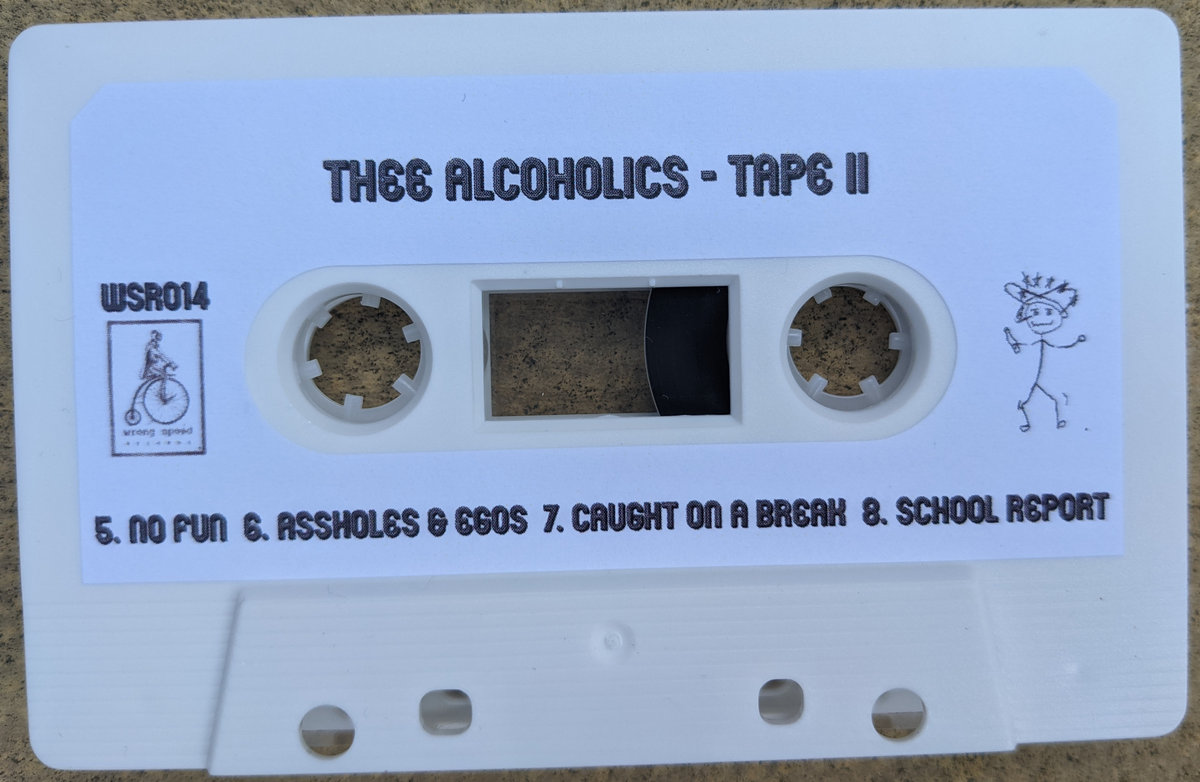 THEE ALCOHOLICS - TAPE II
WSR014
wrong speed
records
5. NO FUN 6. ASSHOLES & EGOS 7. CAUGHT ON A BREAK 8. SCHOOL REPORT